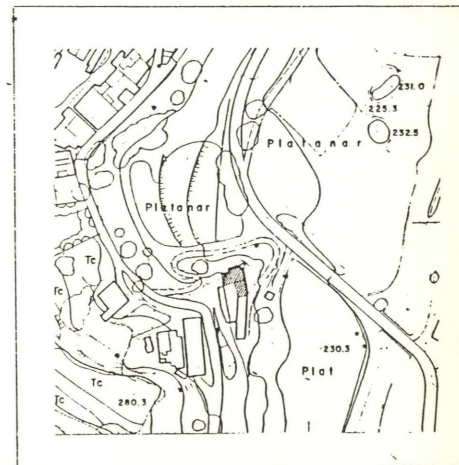 231.0
225.3
232.5
Platanar
Platanar
Tc
Tc
230.3
Plat
Tc
280.3
Tc